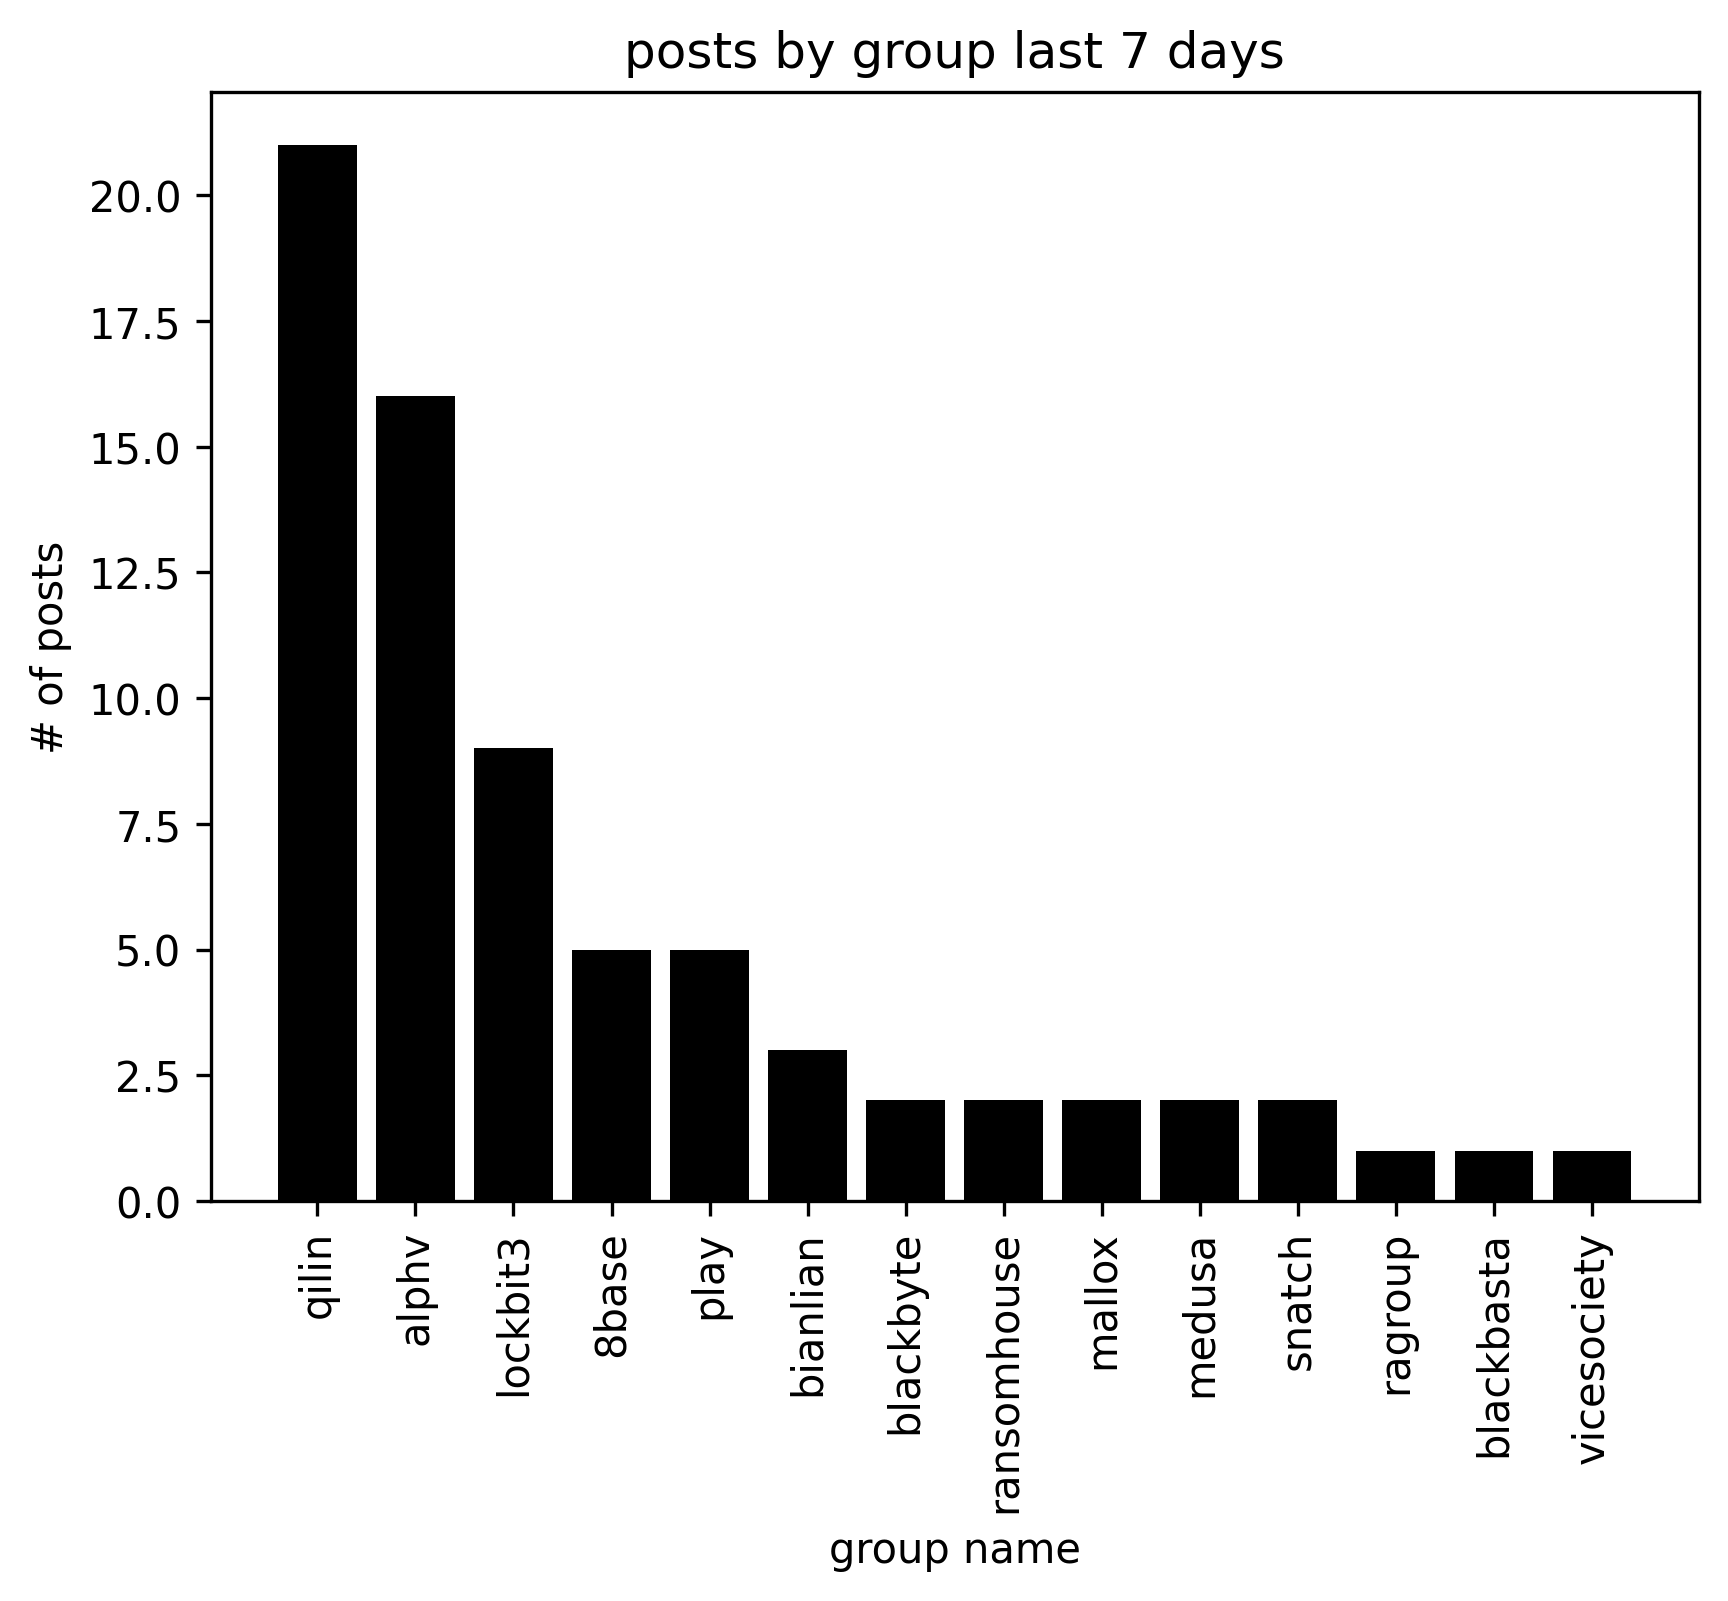 posts by group last 7 days
# of posts
20.0
17.5
15.0
12.5
10.0
7.5
5.0
2.5
0.0
qilin
alphv
lockbit3
8base
play
bianlian
blackbyte
ransomhouse
mallox
medusa
snatch
ragroup
blackbasta
vicesociety
group name